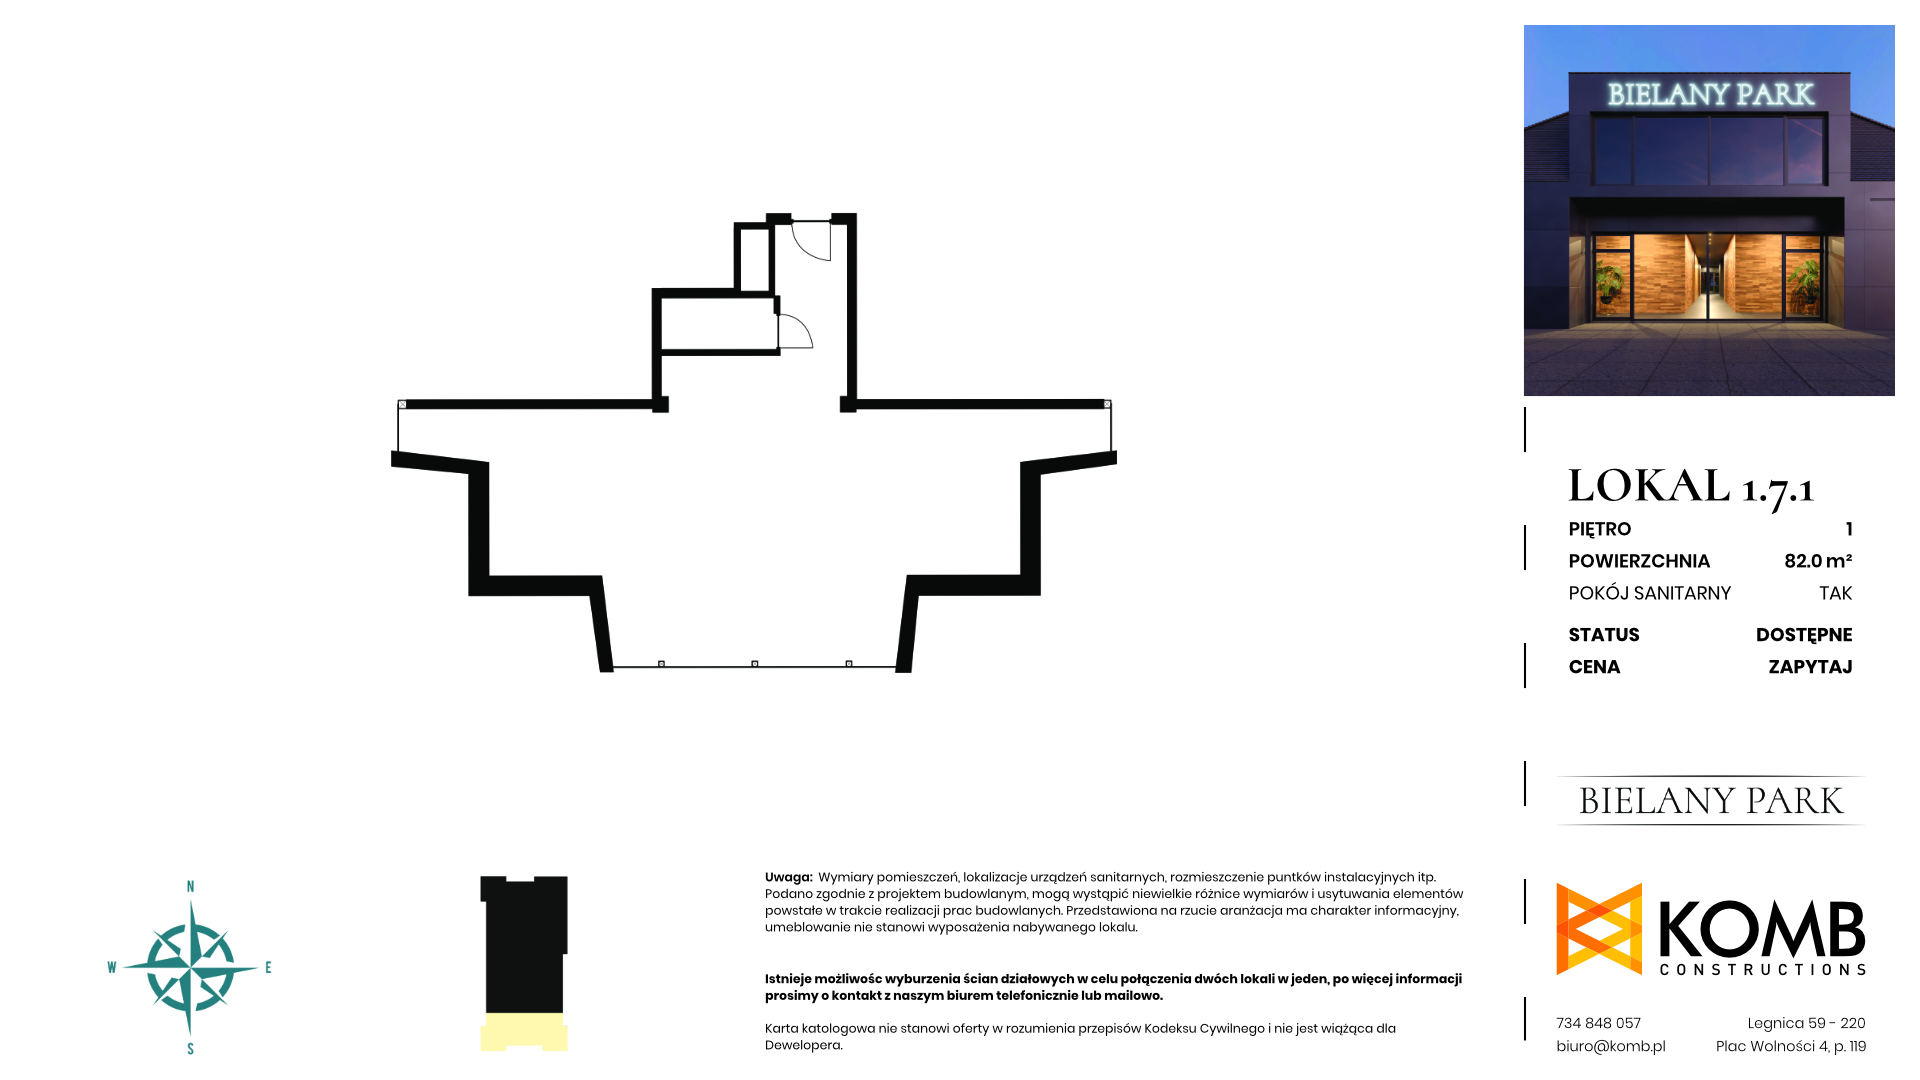 BIELANY PARK
LOKAL 1.7.1
PIĘTRO 1
POWIERZCHNIA 82.0 m²
POKÓJ SANITARNY TAK
STATUS DOSTĘPNE
CENA ZAPYTAJ
BIELANY PARK
N
W E
S
Uwaga: Wymiary pomieszczeń, lokalizacje urządzeń sanitarnych, rozmieszczenie puntków instalacyjnych itp.
Podano zgodnie z projektem budowlanym, mogą wystąpić niewielkie różnice wymiarów i usytuwania elementów
powstałe w trakcie realizacji prac budowlanych. Przedstawiona na rzucie aranżacja ma charakter informacyjny,
umeblowanie nie stanowi wyposażenia nabywanego lokalu.
Istnieje możliwośc wyburzenia ścian działowych w celu połączenia dwóch lokali w jeden, po więcej informacji
prosimy o kontakt z naszym biurem telefonicznie lub mailowo.
Karta katologowa nie stanowi oferty w rozumienia przepisów Kodeksu Cywilnego i nie jest wiążąca dla
Dewelopera.
KOMB
CONSTRUCTIONS
734 848 057 Legnica 59 - 220
biuro@komb.pl Plac Wolności 4, p. 119